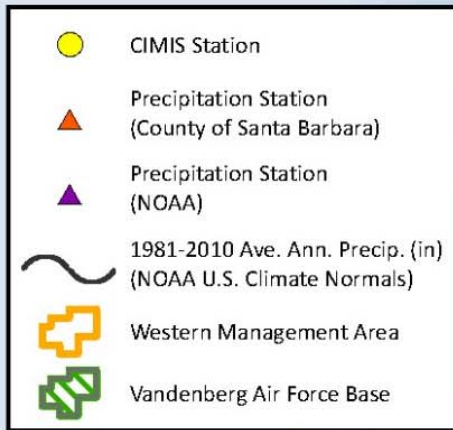 CIMIS Station
Precipitation Station
(County of Santa Barbara)
Precipitation Station
(NOAA)
1981-2010 Ave. Ann. Precip. (in)
(NOAA U.S. Climate Normals)
Western Management Area
Vandenberg Air Force Base